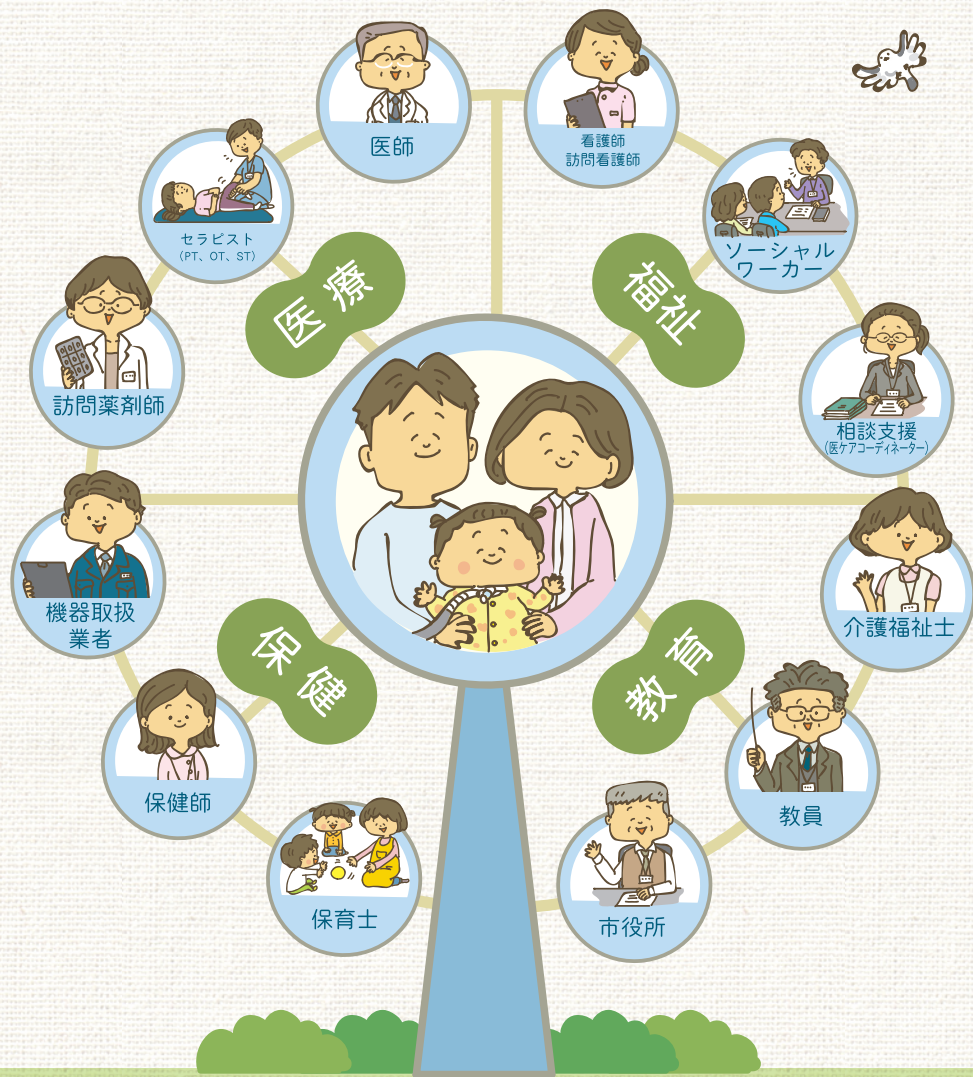 医師
看護師
訪問看護師
セラピスト
（PT、OT、ST）
ソーシャル
ワーカー
医療
福祉
訪問薬剤師
相談支援
（医ケアコーディネーター）
機器取扱
業者
介護福祉士
保健
教育
保健師
教員
保育士
市役所